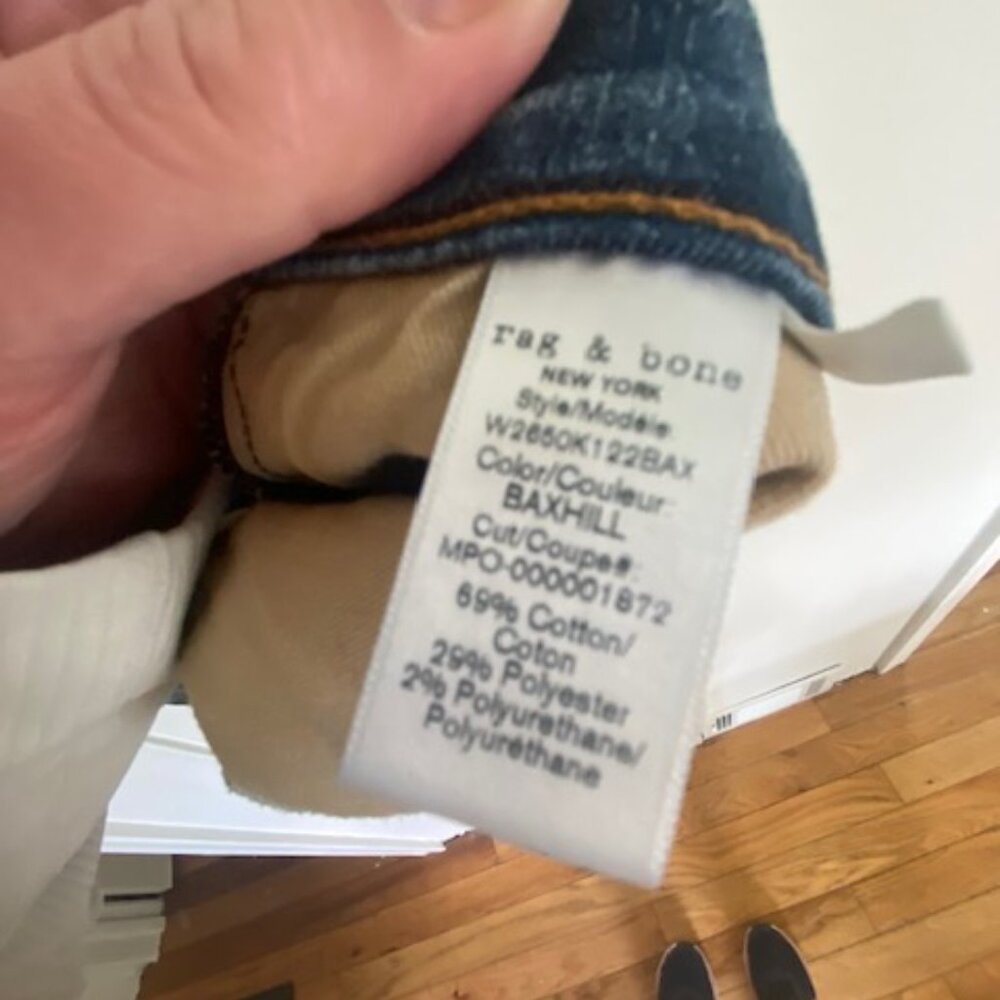 rag & bone
NEW YORK
Style/Modéle:
W2650K122BAX
Color/Couleur:
BAXHILL
Cut/Coupe#:
MPO-000001872
69% Cotton/
Coton
29% Polyester
2% Polyurethane/
Polyuréthane